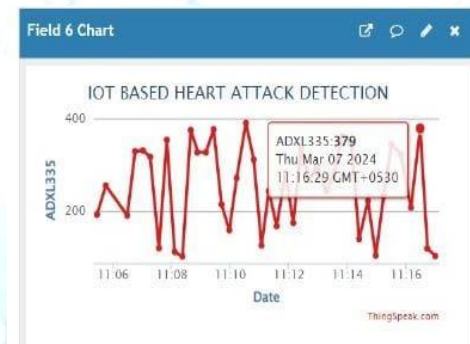 Field 6 Chart
IOT BASED HEART ATTACK DETECTION
400
ADXL335:379
Thu Mar 07 2024
11:16:29 GMT+0530
ADXL335
200
11:06 11:08 11:10 11:12 11:14 11:16
Date
ThingSpeak.com